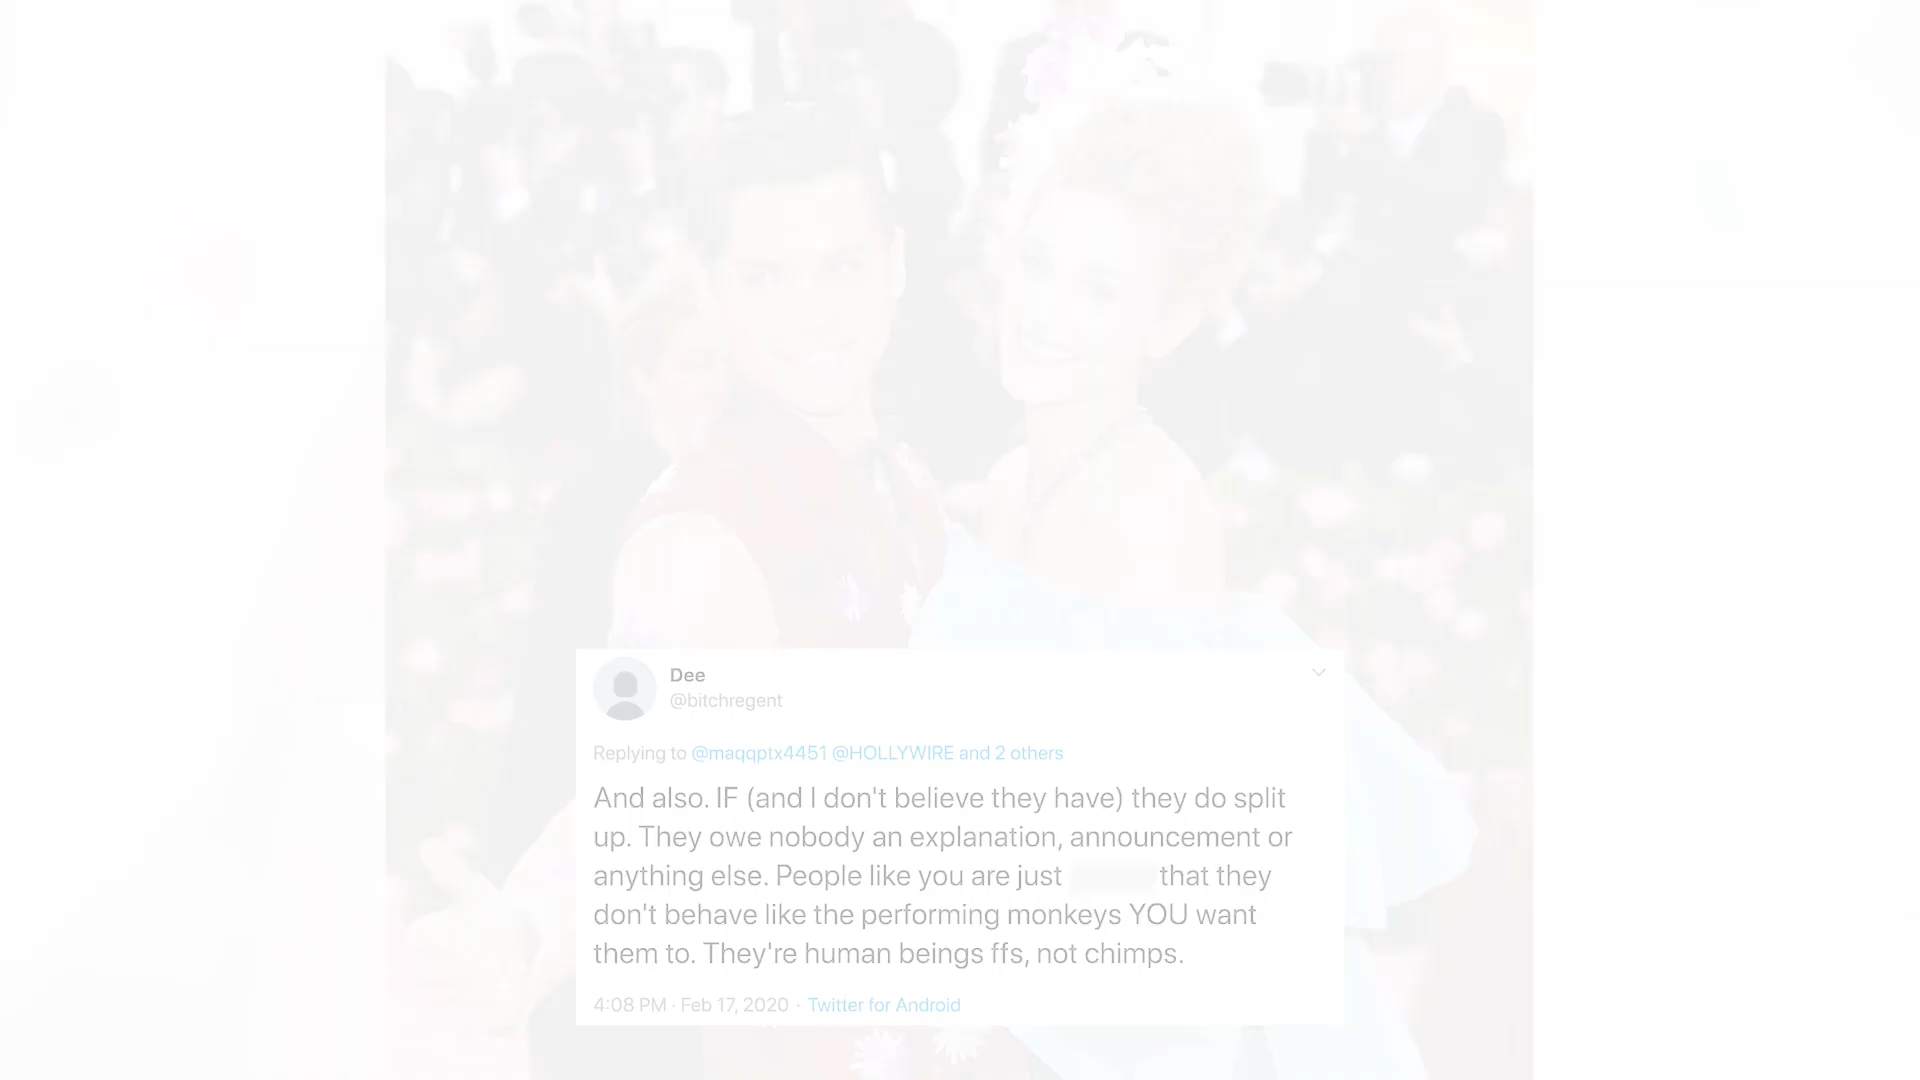 Dee
@bitchregent
Replying to @maqqptx4451 @HOLLYWIRE and 2 others
And also. IF (and I don't believe they have) they do split
up. They owe nobody an explanation, announcement or
anything else. People like you are just that they
don't behave like the performing monkeys YOU want
them to. They're human beings ffs, not chimps.
4:08 PM · Feb 17, 2020 · Twitter for Android